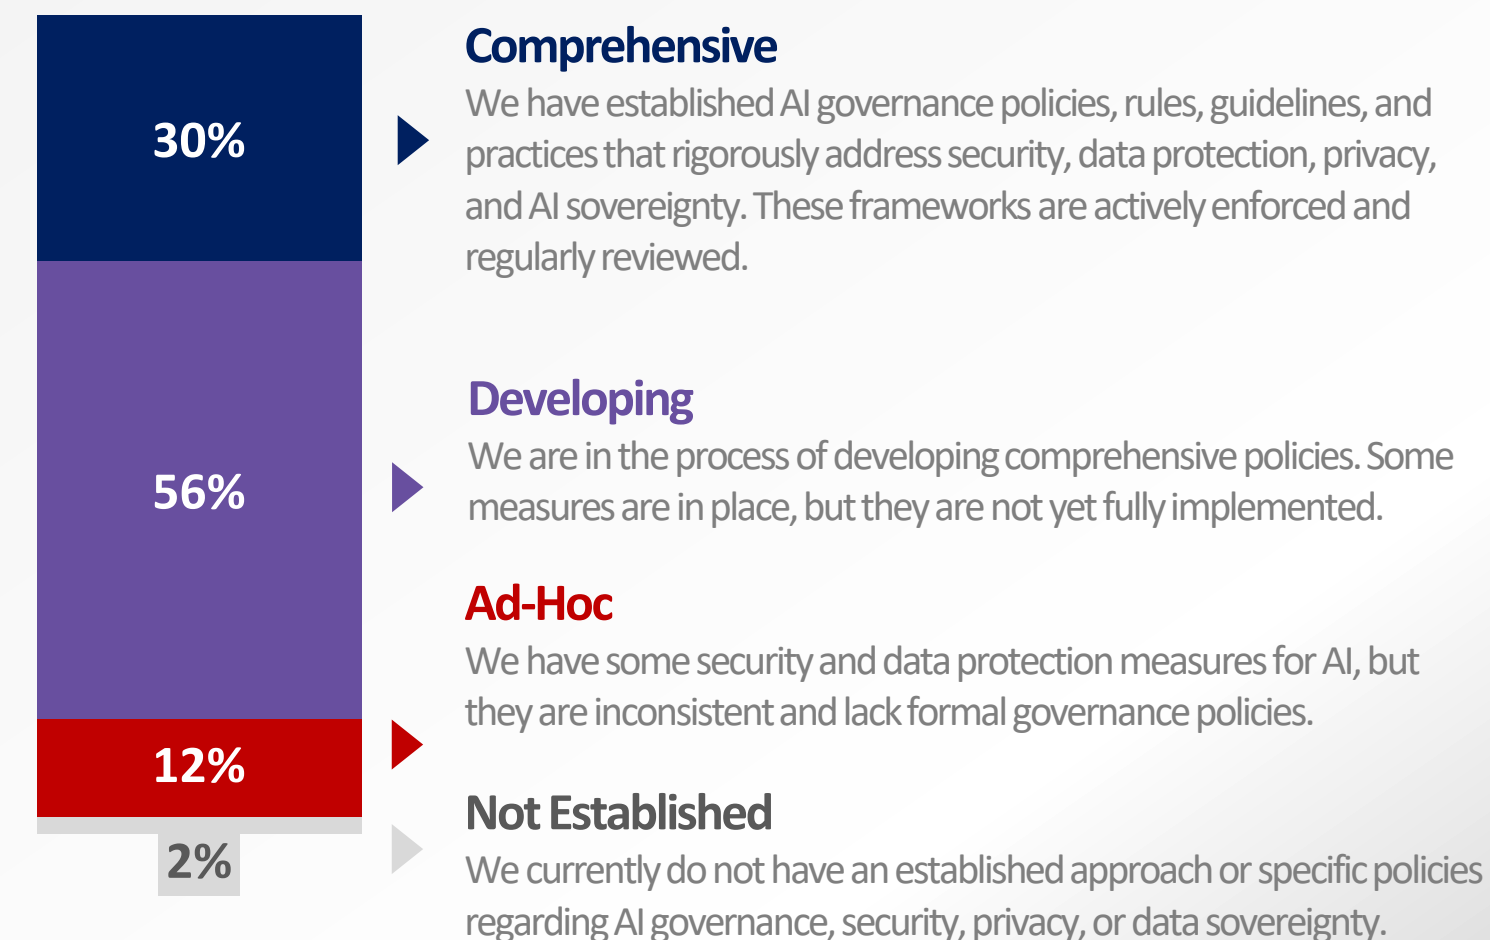 30%
Comprehensive
We have established AI governance policies, rules, guidelines, and
practices that rigorously address security, data protection, privacy,
and AI sovereignty. These frameworks are actively enforced and
regularly reviewed.
56%
Developing
We are in the process of developing comprehensive policies. Some
measures are in place, but they are not yet fully implemented.
12%
Ad-Hoc
We have some security and data protection measures for AI, but
they are inconsistent and lack formal governance policies.
2%
Not Established
We currently do not have an established approach or specific policies
regarding AI governance, security, privacy, or data sovereignty.